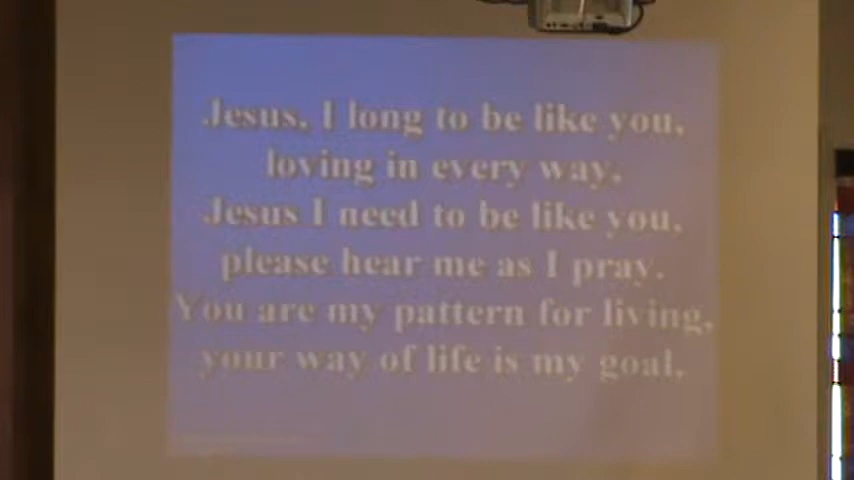 Jesus, I long to be like you,
loving in every way,
Jesus I need to be like you,
please hear me as I pray.
You are my pattern for living,
your way of life is my goal,